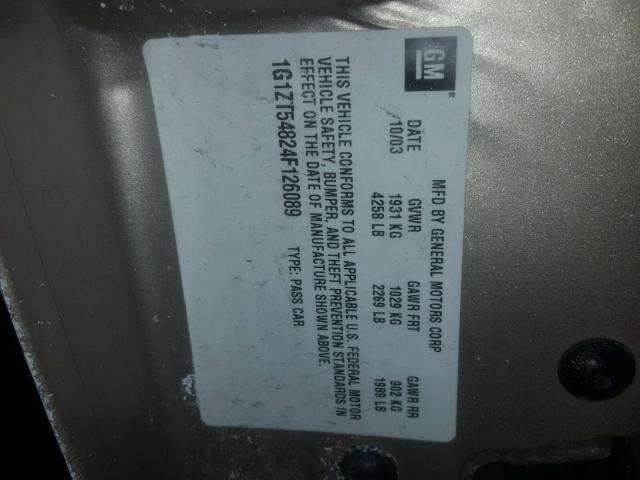 GM
MFD BY GENERAL MOTORS CORP
DATE GVWR GAWR FRT GAWR RR
10/03 1931 KG 1029 KG 902 KG
4258 LB 2269 LB 1989 LB
THIS VEHICLE CONFORMS TO ALL APPLICABLE U.S. FEDERAL MOTOR
VEHICLE SAFETY, BUMPER, AND THEFT PREVENTION STANDARDS IN
EFFECT ON THE DATE OF MANUFACTURE SHOWN ABOVE.
1G1ZT54824F126089 TYPE: PASS CAR